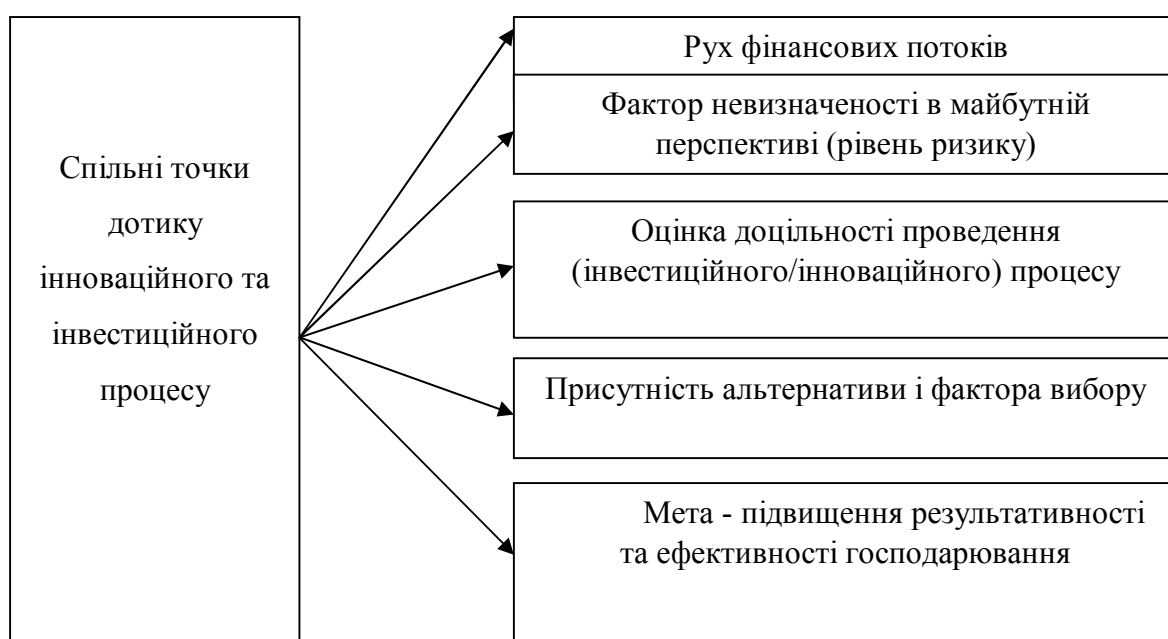 Спільні точки
дотику
інноваційного та
інвестиційного
процесу
Рух фінансових потоків
Фактор невизначеності в майбутній
перспективі (рівень ризику)
Оцінка доцільності проведення
(інвестиційного/інноваційного) процесу
Присутність альтернативи і фактора вибору
Мета - підвищення результативності
та ефективності господарювання